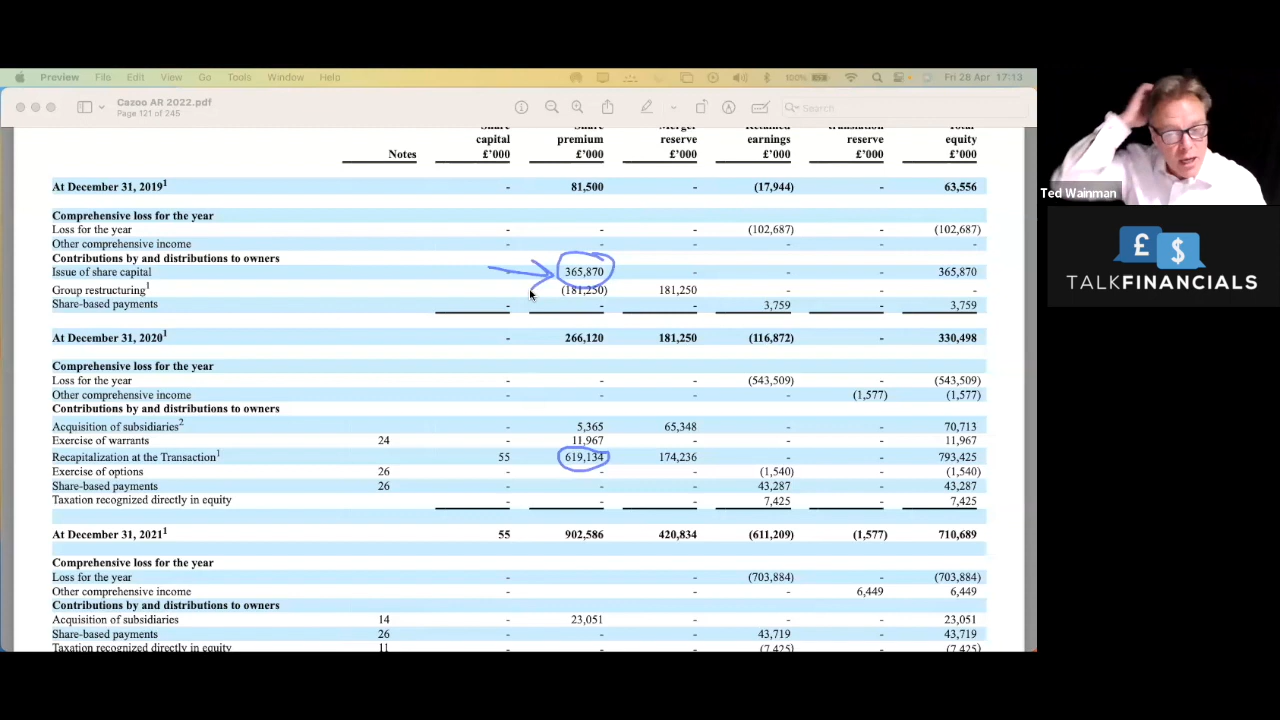 Preview File Edit View Go Tools Window Help 100% Fri 28 Apr 17:13
Cazoo AR 2022.pdf
Page 121 of 245
Search
Share Share Merger Retained translation Total
capital premium reserve earnings reserve equity
Notes £'000 £'000 £'000 £'000 £'000 £'000
At December 31, 2019¹ - 81,500 - (17,944) - 63,556
Comprehensive loss for the year
Loss for the year - - - (102,687) - (102,687)
Other comprehensive income - - - - - -
Contributions by and distributions to owners
Issue of share capital - 365,870 - - - 365,870
Group restructuring¹ - (181,250) 181,250 - - -
Share-based payments - - - 3,759 - 3,759
At December 31, 2020¹ - 266,120 181,250 (116,872) - 330,498
Comprehensive loss for the year
Loss for the year - - - (543,509) - (543,509)
Other comprehensive income - - - - (1,577) (1,577)
Contributions by and distributions to owners
Acquisition of subsidiaries² - 5,365 65,348 - - 70,713
Exercise of warrants 24 - 11,967 - - - 11,967
Recapitalization at the Transaction¹ 55 619,134 174,236 - - 793,425
Exercise of options 26 - - - (1,540) - (1,540)
Share-based payments 26 - - - 43,287 - 43,287
Taxation recognized directly in equity - - - 7,425 - 7,425
At December 31, 2021¹ 55 902,586 420,834 (611,209) (1,577) 710,689
Comprehensive loss for the year
Loss for the year - - - (703,884) - (703,884)
Other comprehensive income - - - - 6,449 6,449
Contributions by and distributions to owners
Acquisition of subsidiaries 14 - 23,051 - - - 23,051
Share-based payments 26 - - - 43,719 - 43,719
Taxation recognized directly in equity 11 - - - (7,425) - (7,425)
Ted Wainman
£ $
TALKFINANCIALS